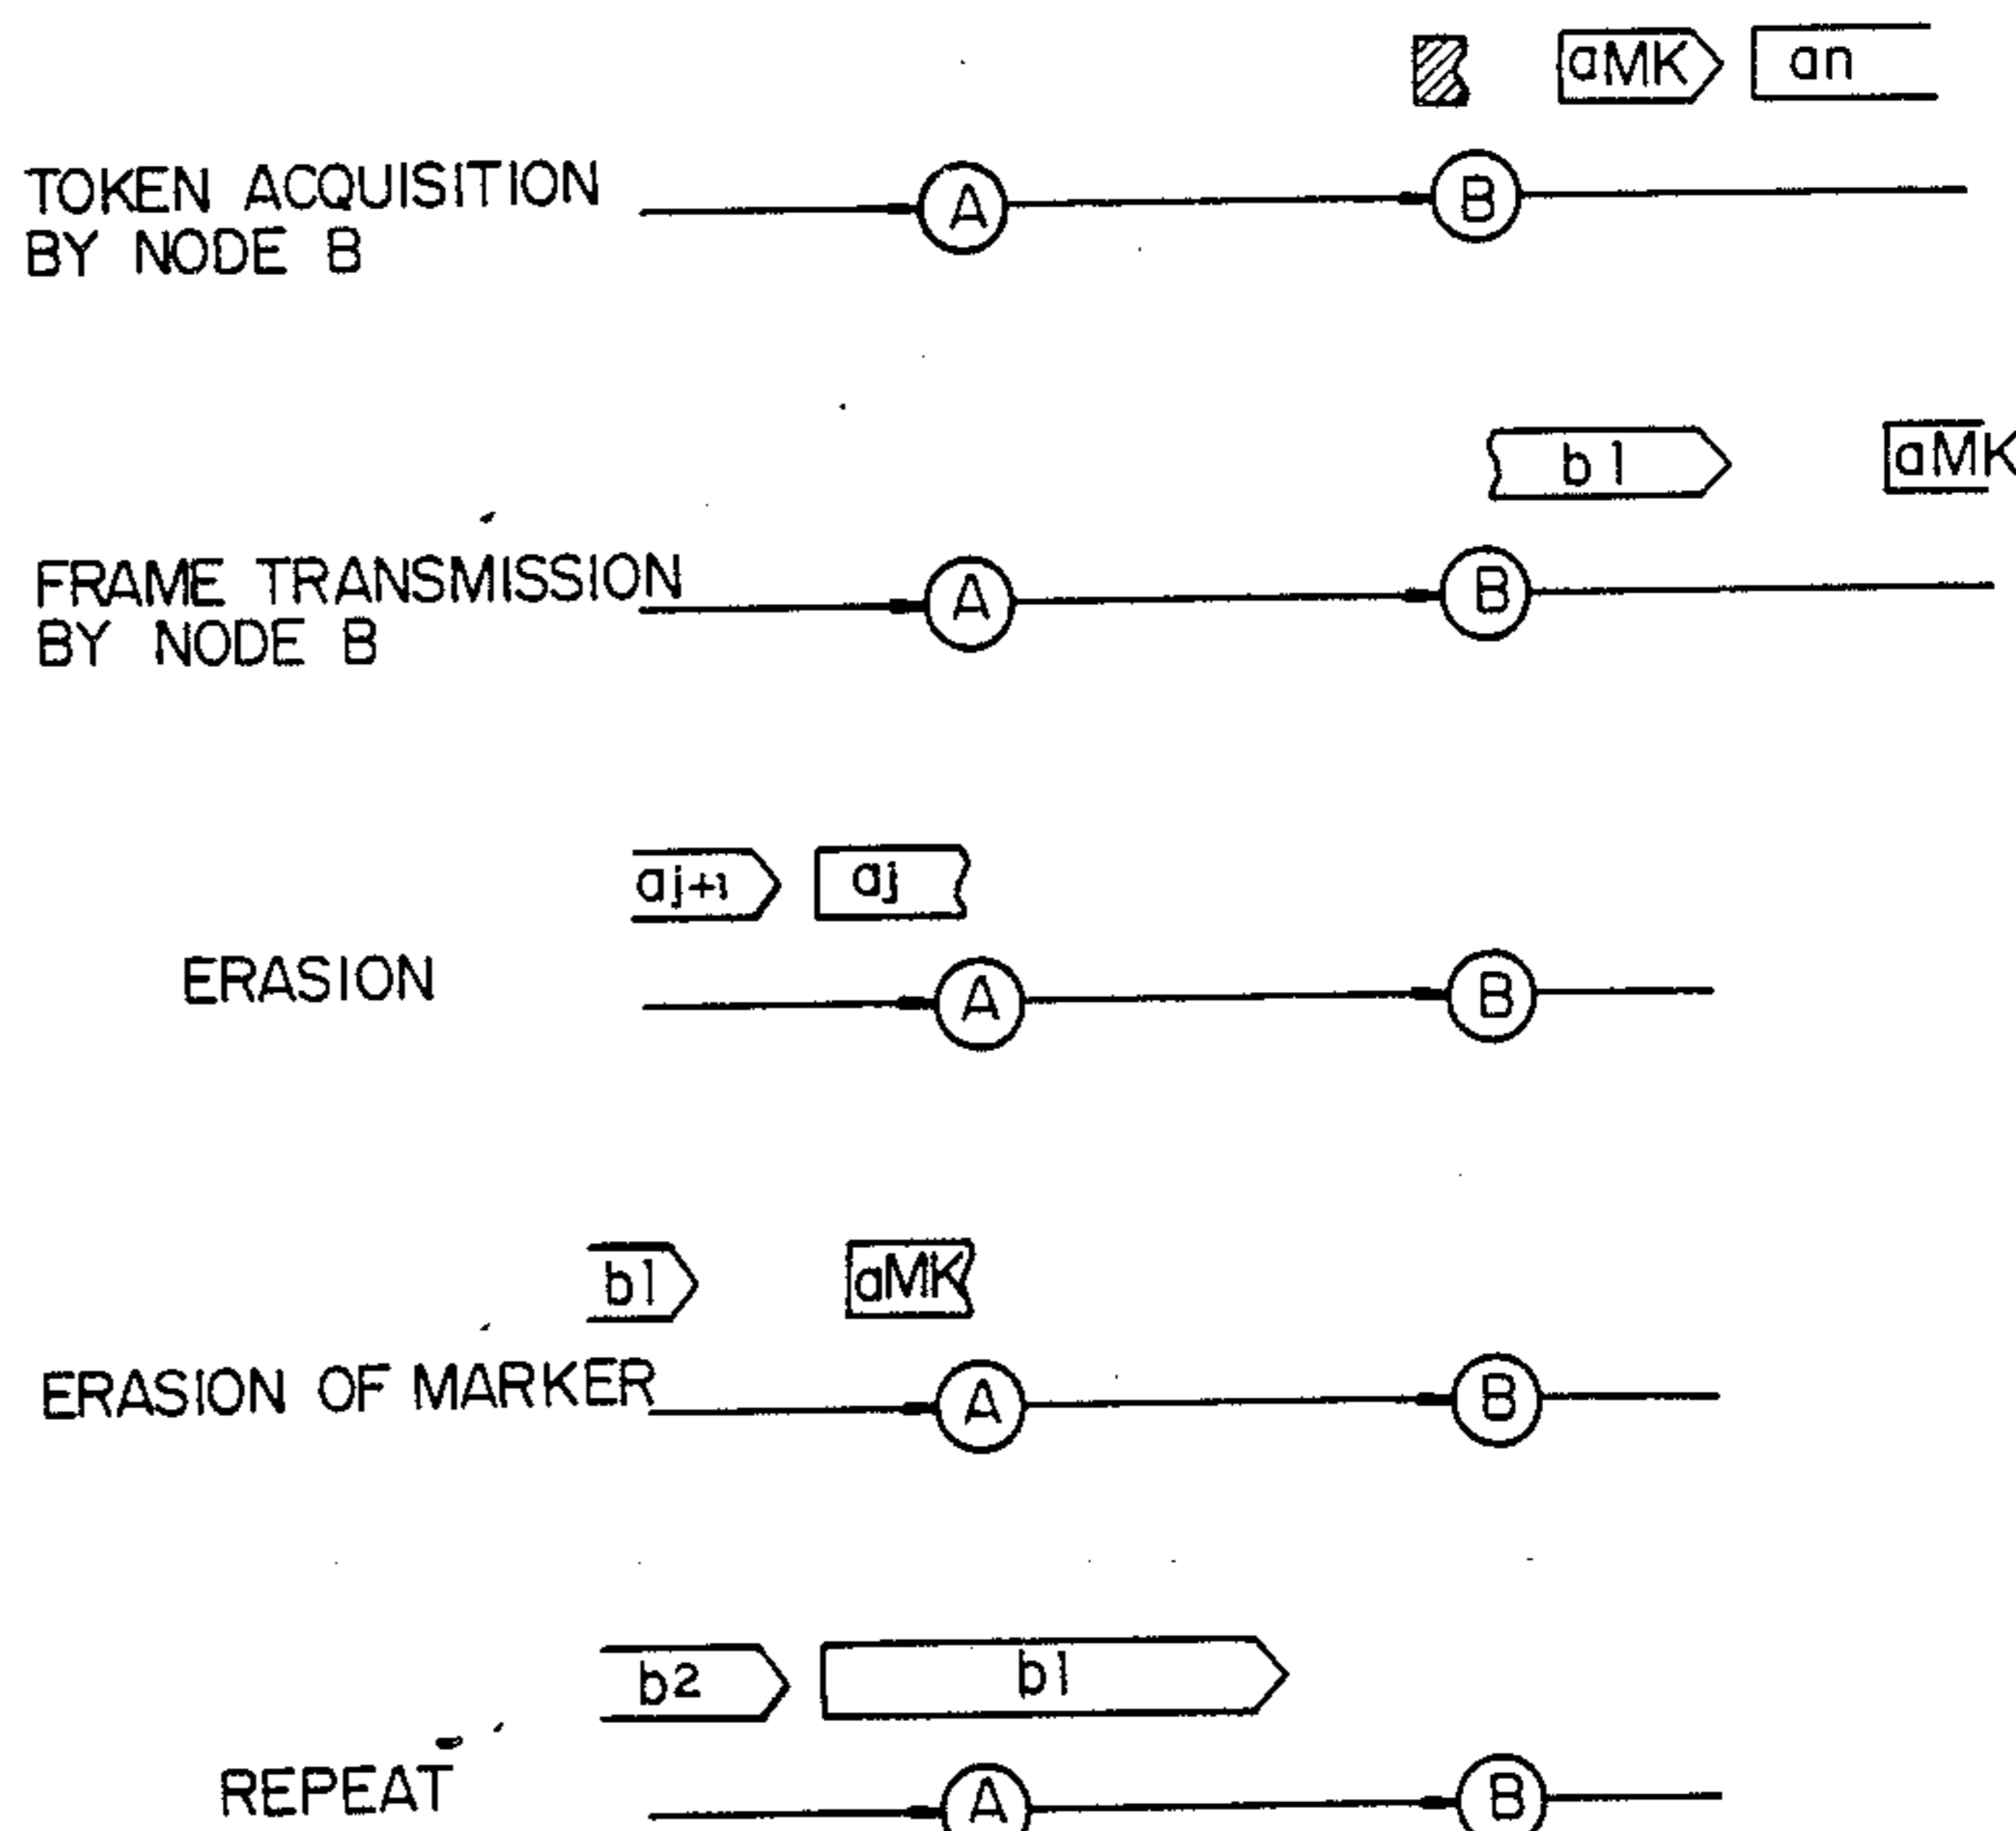 aMK an
TOKEN ACQUISITION
BY NODE B
A B
b1 aMK
FRAME TRANSMISSION
BY NODE B
A B
aj+1 aj
ERASION
A B
b1 aMK
ERASION OF MARKER
A B
b2 b1
REPEAT
A B